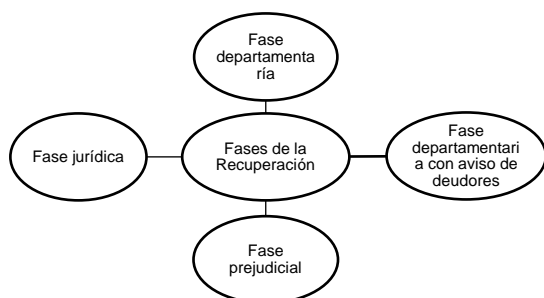 Fase
departamenta
ría
Fase jurídica
Fases de la
Recuperación
Fase
departamentari
a con aviso de
deudores
Fase
prejudicial